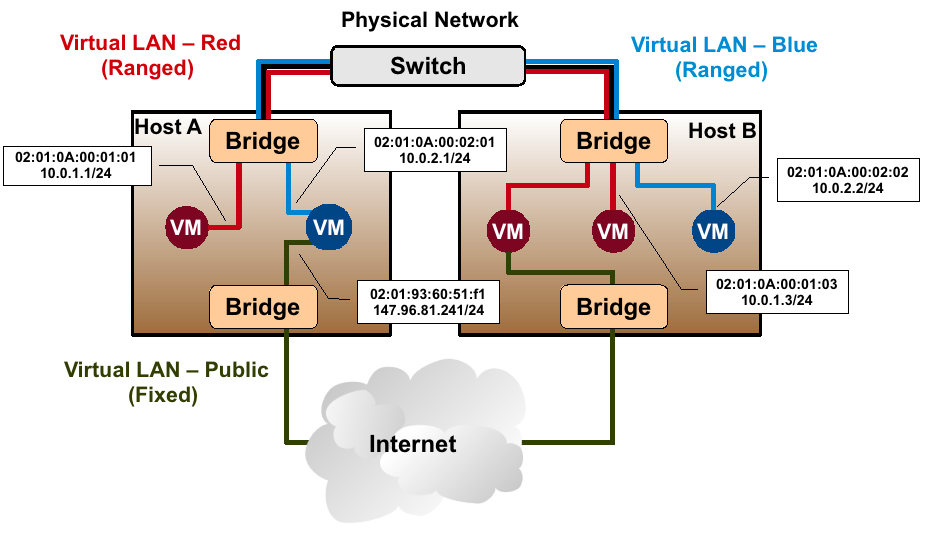 Physical Network
Virtual LAN – Red
(Ranged)
Virtual LAN – Blue
(Ranged)
Switch
Host A
Bridge
02:01:0A:00:02:01
10.0.2.1/24
Bridge
Host B
02:01:0A:00:01:01
10.0.1.1/24
02:01:0A:00:02:02
10.0.2.2/24
VM
VM
VM
VM
VM
02:01:93:60:51:f1
147.96.81.241/24
02:01:0A:00:01:03
10.0.1.3/24
Bridge
Bridge
Virtual LAN – Public
(Fixed)
Internet